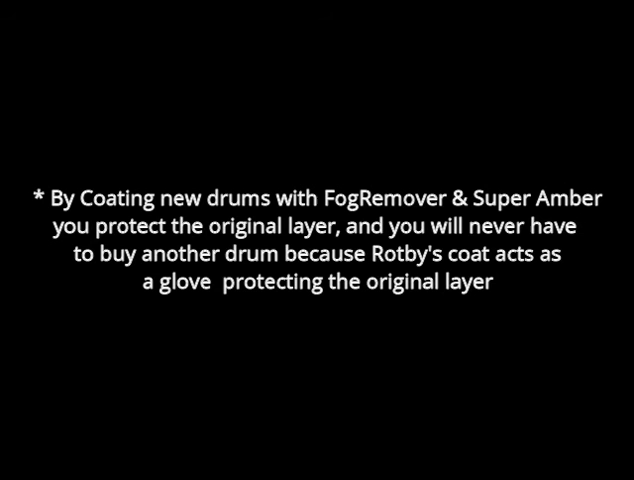 * By Coating new drums with FogRemover & Super Amber
you protect the original layer, and you will never have
to buy another drum because Rotby's coat acts as
a glove  protecting the original layer